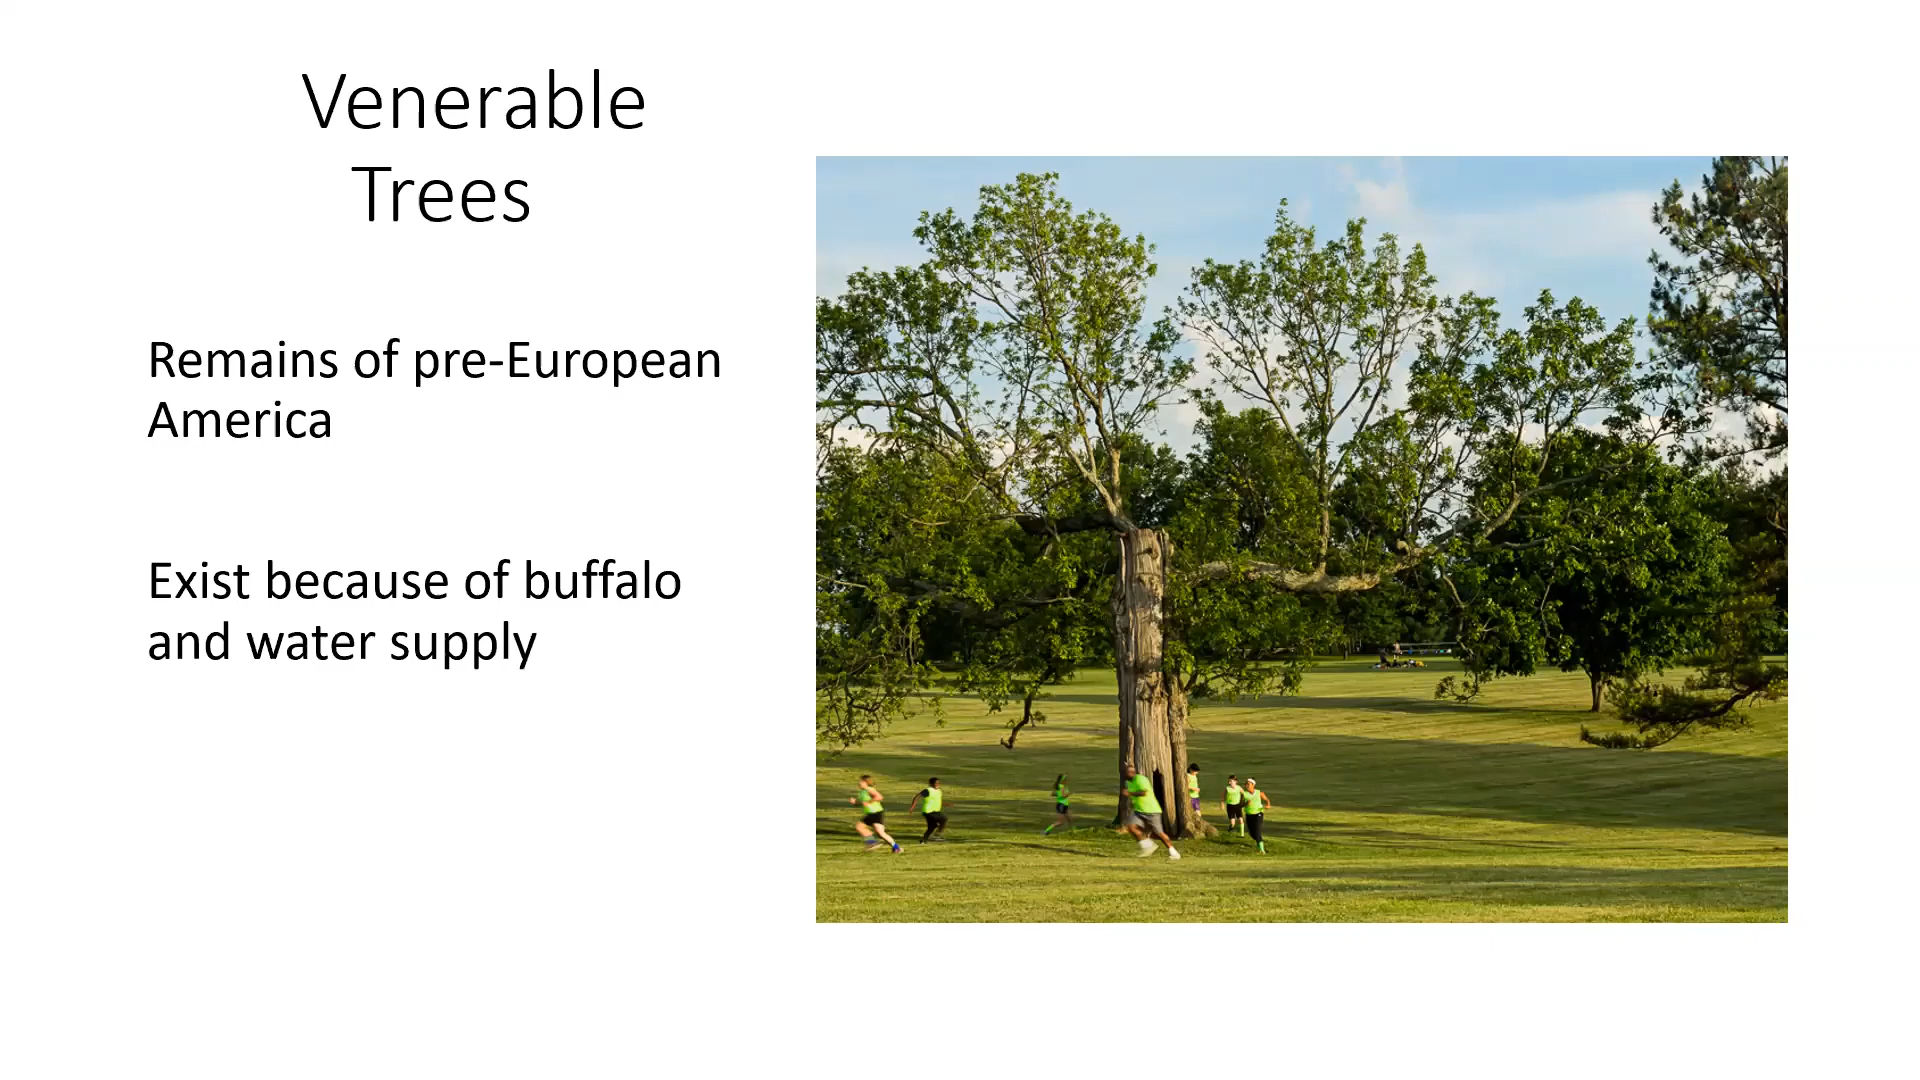 Venerable
Trees
Remains of pre-European
America
Exist because of buffalo
and water supply